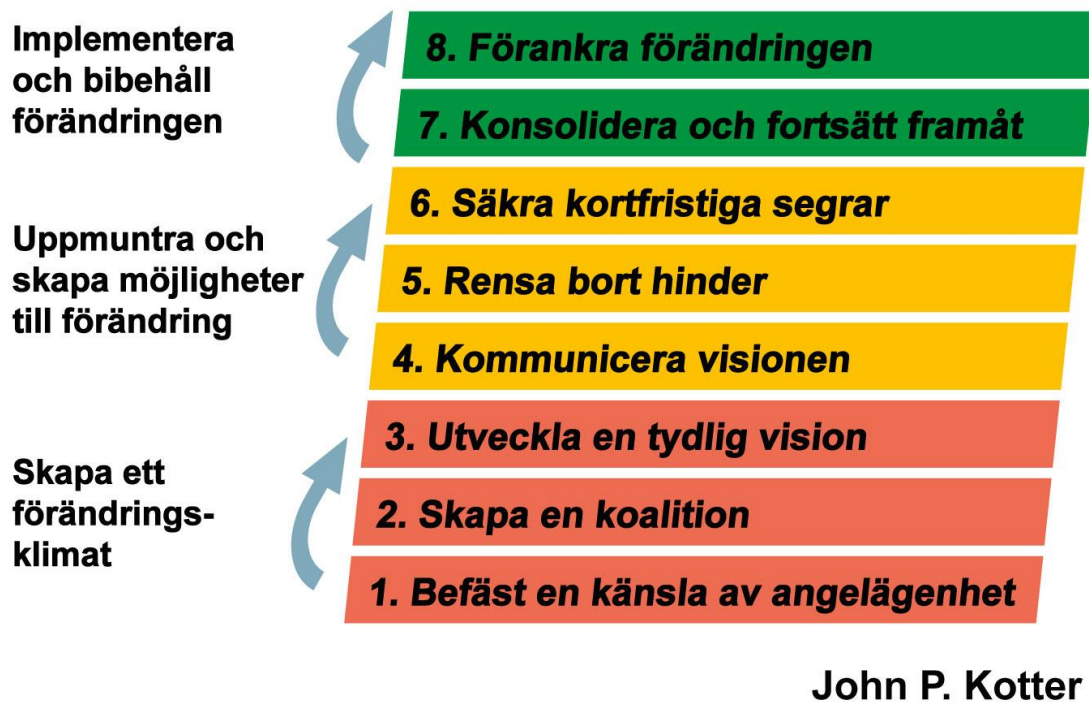 Implementera
och bibehåll
förändringen
8. Förankra förändringen
7. Konsolidera och fortsätt framåt
Uppmuntra och
skapa möjligheter
till förändring
6. Säkra kortfristiga segrar
5. Rensa bort hinder
4. Kommunicera visionen
Skapa ett
förändrings-
klimat
3. Utveckla en tydlig vision
2. Skapa en koalition
1. Befäst en känsla av angelägenhet
John P. Kotter